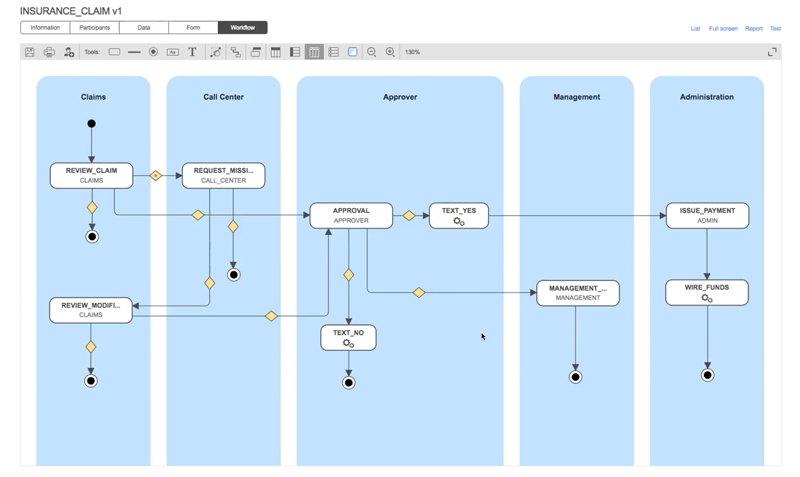 INSURANCE_CLAIM v1
Information Participants Data Form Workflow
List Full screen Report Test
Tools: Aa T 130%
Claims Call Center Approver Management Administration
REVIEW_CLAIM
CLAIMS
REQUEST_MISSI...
CALL_CENTER
APPROVAL
APPROVER
TEXT_YES
ISSUE_PAYMENT
ADMIN
REVIEW_MODIFI...
CLAIMS
MANAGEMENT_...
MANAGEMENT
WIRE_FUNDS
TEXT_NO